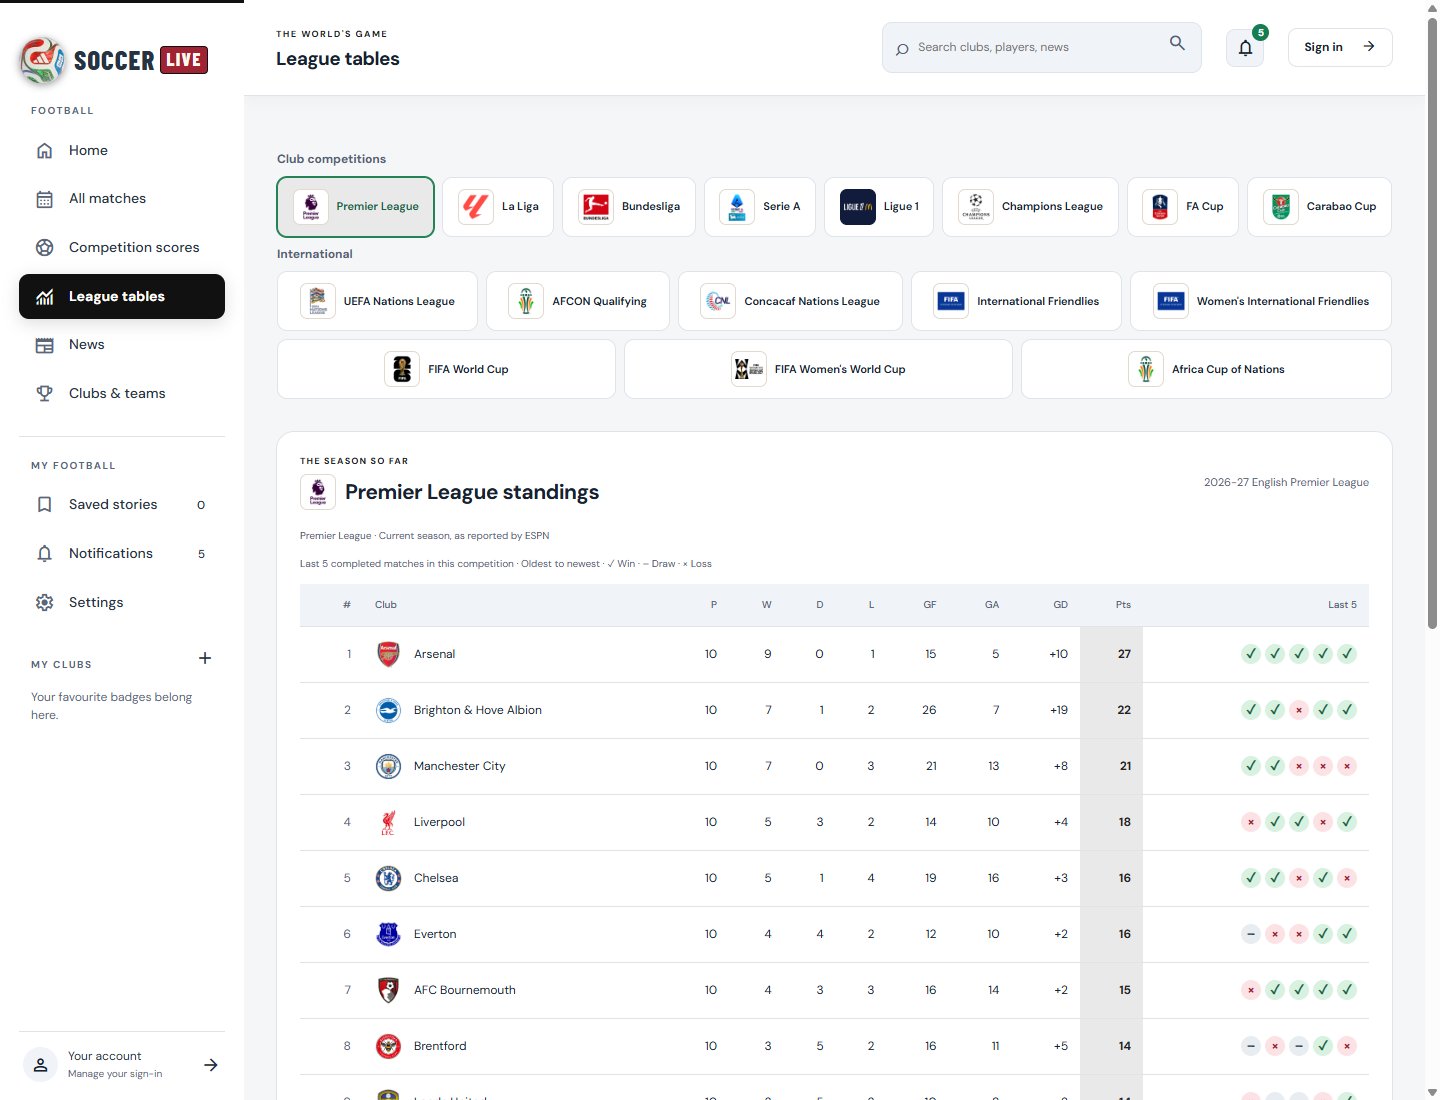 SOCCER LIVE
FOOTBALL
Home
All matches
Competition scores
League tables
News
Clubs & teams
MY FOOTBALL
Saved stories 0
Notifications 5
Settings
MY CLUBS
Your favourite badges belong
here.
Your account
Manage your sign-in
THE WORLD'S GAME
League tables
Search clubs, players, news
5
Sign in
Club competitions
Premier League
La Liga
Bundesliga
Serie A
Ligue 1
Champions League
FA Cup
Carabao Cup
International
UEFA Nations League
AFCON Qualifying
Concacaf Nations League
International Friendlies
Women's International Friendlies
FIFA World Cup
FIFA Women's World Cup
Africa Cup of Nations
THE SEASON SO FAR
Premier League standings
2026-27 English Premier League
Premier League · Current season, as reported by ESPN
Last 5 completed matches in this competition · Oldest to newest · ✓ Win · – Draw · × Loss
# Club P W D L GF GA GD Pts Last 5
1 Arsenal 10 9 0 1 15 5 +10 27 ✓ ✓ ✓ ✓ ✓
2 Brighton & Hove Albion 10 7 1 2 26 7 +19 22 ✓ ✓ × ✓ ✓
3 Manchester City 10 7 0 3 21 13 +8 21 ✓ ✓ × × ×
4 Liverpool 10 5 3 2 14 10 +4 18 × ✓ ✓ × ✓
5 Chelsea 10 5 1 4 19 16 +3 16 ✓ ✓ × ✓ ×
6 Everton 10 4 4 2 12 10 +2 16 – × × ✓ ✓
7 AFC Bournemouth 10 4 3 3 16 14 +2 15 × ✓ ✓ ✓ ✓
8 Brentford 10 3 5 2 16 11 +5 14 – × – ✓ ×